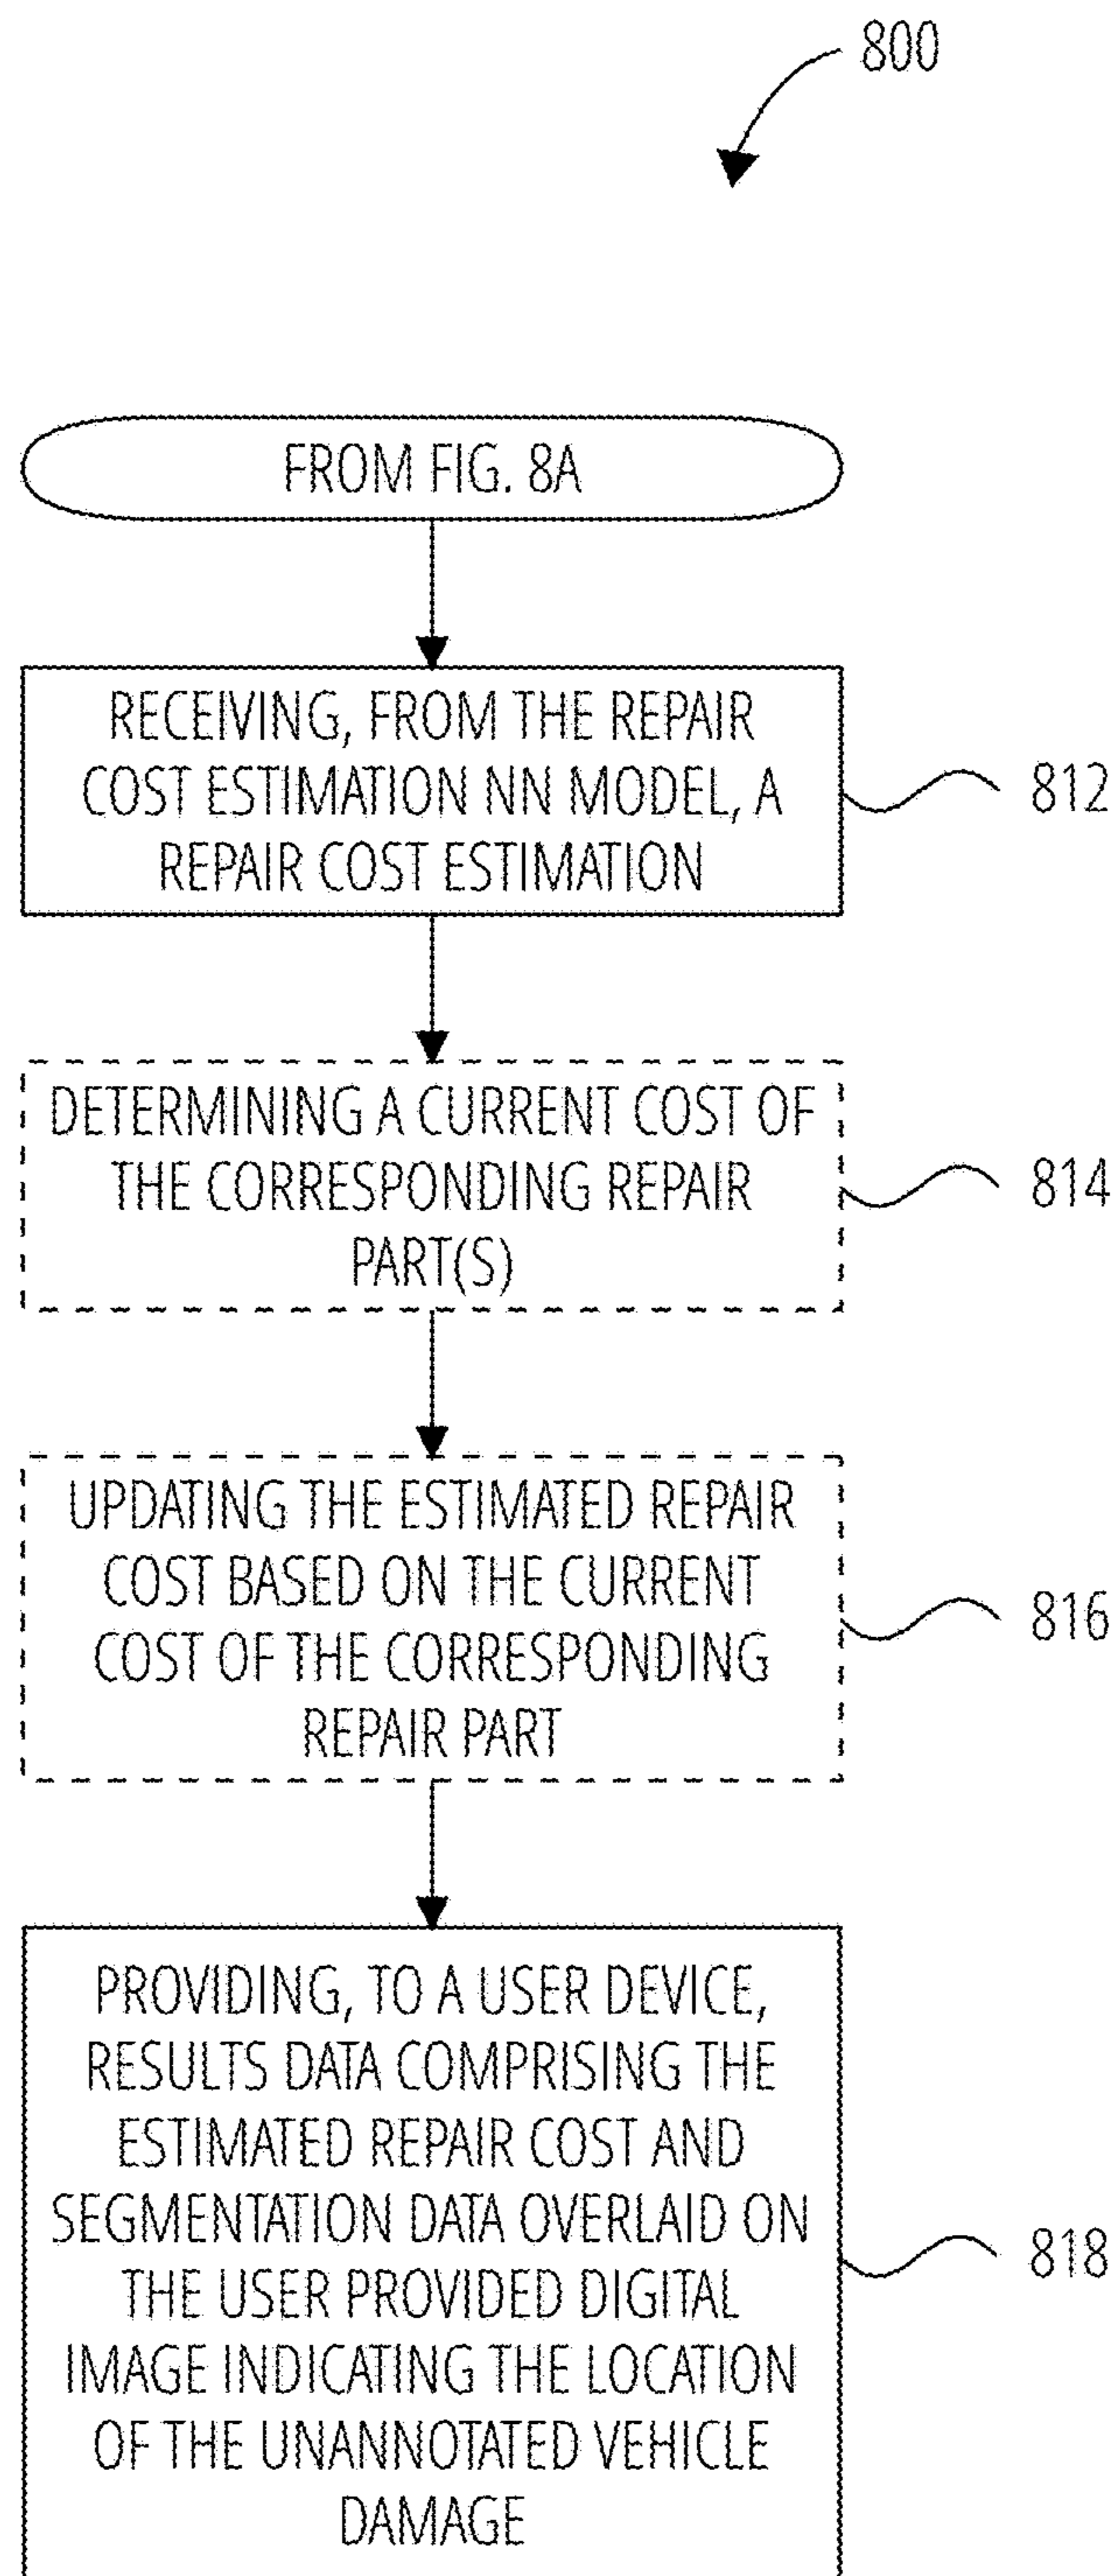 800
FROM FIG. 8A
RECEIVING, FROM THE REPAIR
COST ESTIMATION NN MODEL, A
REPAIR COST ESTIMATION
812
DETERMINING A CURRENT COST OF
THE CORRESPONDING REPAIR
PART(S)
814
UPDATING THE ESTIMATED REPAIR
COST BASED ON THE CURRENT
COST OF THE CORRESPONDING
REPAIR PART
816
PROVIDING, TO A USER DEVICE,
RESULTS DATA COMPRISING THE
ESTIMATED REPAIR COST AND
SEGMENTATION DATA OVERLAID ON
THE USER PROVIDED DIGITAL
IMAGE INDICATING THE LOCATION
OF THE UNANNOTATED VEHICLE
DAMAGE
818